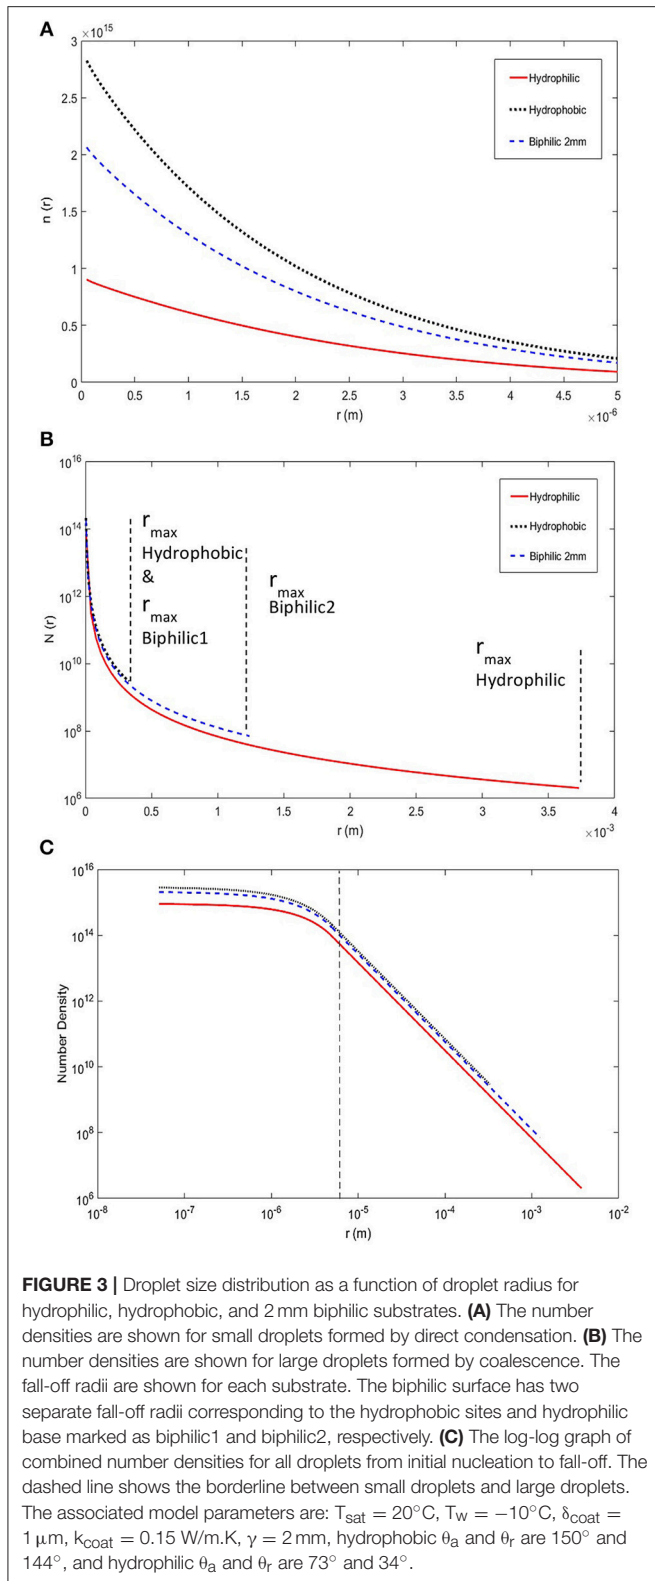 A
×10^15
3
2.5
2
1.5
1
0.5
0
n (r)
Hydrophilic
Hydrophobic
Biphilic 2mm
0 0.5 1 1.5 2 2.5 3 3.5 4 4.5 5
r (m)
×10^-6
B
10^16
10^14
10^12
10^10
10^8
10^6
N (r)
Hydrophilic
Hydrophobic
Biphilic 2mm
r_max
Hydrophobic
&
r_max
Biphilic1
r_max
Biphilic2
r_max
Hydrophilic
0 0.5 1 1.5 2 2.5 3 3.5 4
r (m)
×10^-3
C
10^16
10^14
10^12
10^10
10^8
10^6
Number Density
10^-8 10^-7 10^-6 10^-5 10^-4 10^-3 10^-2
r (m)
FIGURE 3 | Droplet size distribution as a function of droplet radius for
hydrophilic, hydrophobic, and 2 mm biphilic substrates. (A) The number
densities are shown for small droplets formed by direct condensation. (B) The
number densities are shown for large droplets formed by coalescence. The
fall-off radii are shown for each substrate. The biphilic surface has two
separate fall-off radii corresponding to the hydrophobic sites and hydrophilic
base marked as biphilic1 and biphilic2, respectively. (C) The log-log graph of
combined number densities for all droplets from initial nucleation to fall-off. The
dashed line shows the borderline between small droplets and large droplets.
The associated model parameters are: T_sat = 20°C, T_w = −10°C, δ_coat =
1 μm, k_coat = 0.15 W/m.K, γ = 2 mm, hydrophobic θ_a and θ_r are 150° and
144°, and hydrophilic θ_a and θ_r are 73° and 34°.